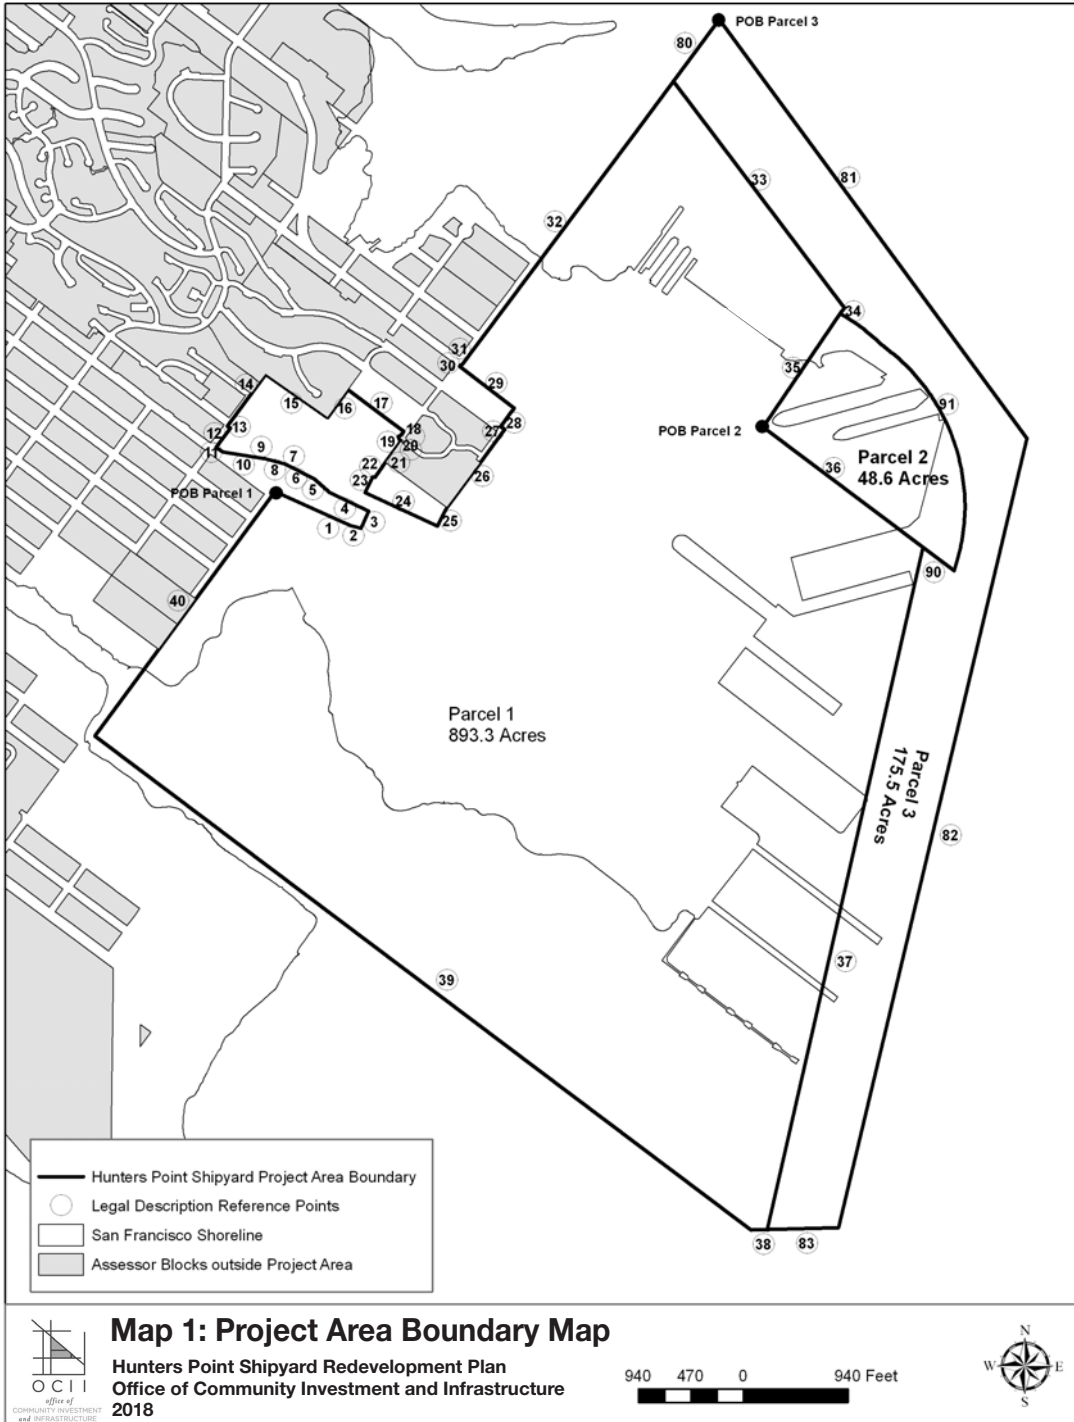 POB Parcel 3
80
33
81
32
34
35
31
30
29
91
14
15
16
17
28
27
POB Parcel 2
13
12
18
19
20
11
9
10
7
8
22
21
36
Parcel 2
48.6 Acres
6
5
23
26
POB Parcel 1
24
4
3
25
1
2
90
40
Parcel 1
893.3 Acres
Parcel 3
175.5 Acres
82
37
39
38
83
Hunters Point Shipyard Project Area Boundary
Legal Description Reference Points
San Francisco Shoreline
Assessor Blocks outside Project Area
Map 1: Project Area Boundary Map
Hunters Point Shipyard Redevelopment Plan
Office of Community Investment and Infrastructure
2018
OCII
office of
COMMUNITY INVESTMENT
and INFRASTRUCTURE
940 470 0 940 Feet
N
W E
S